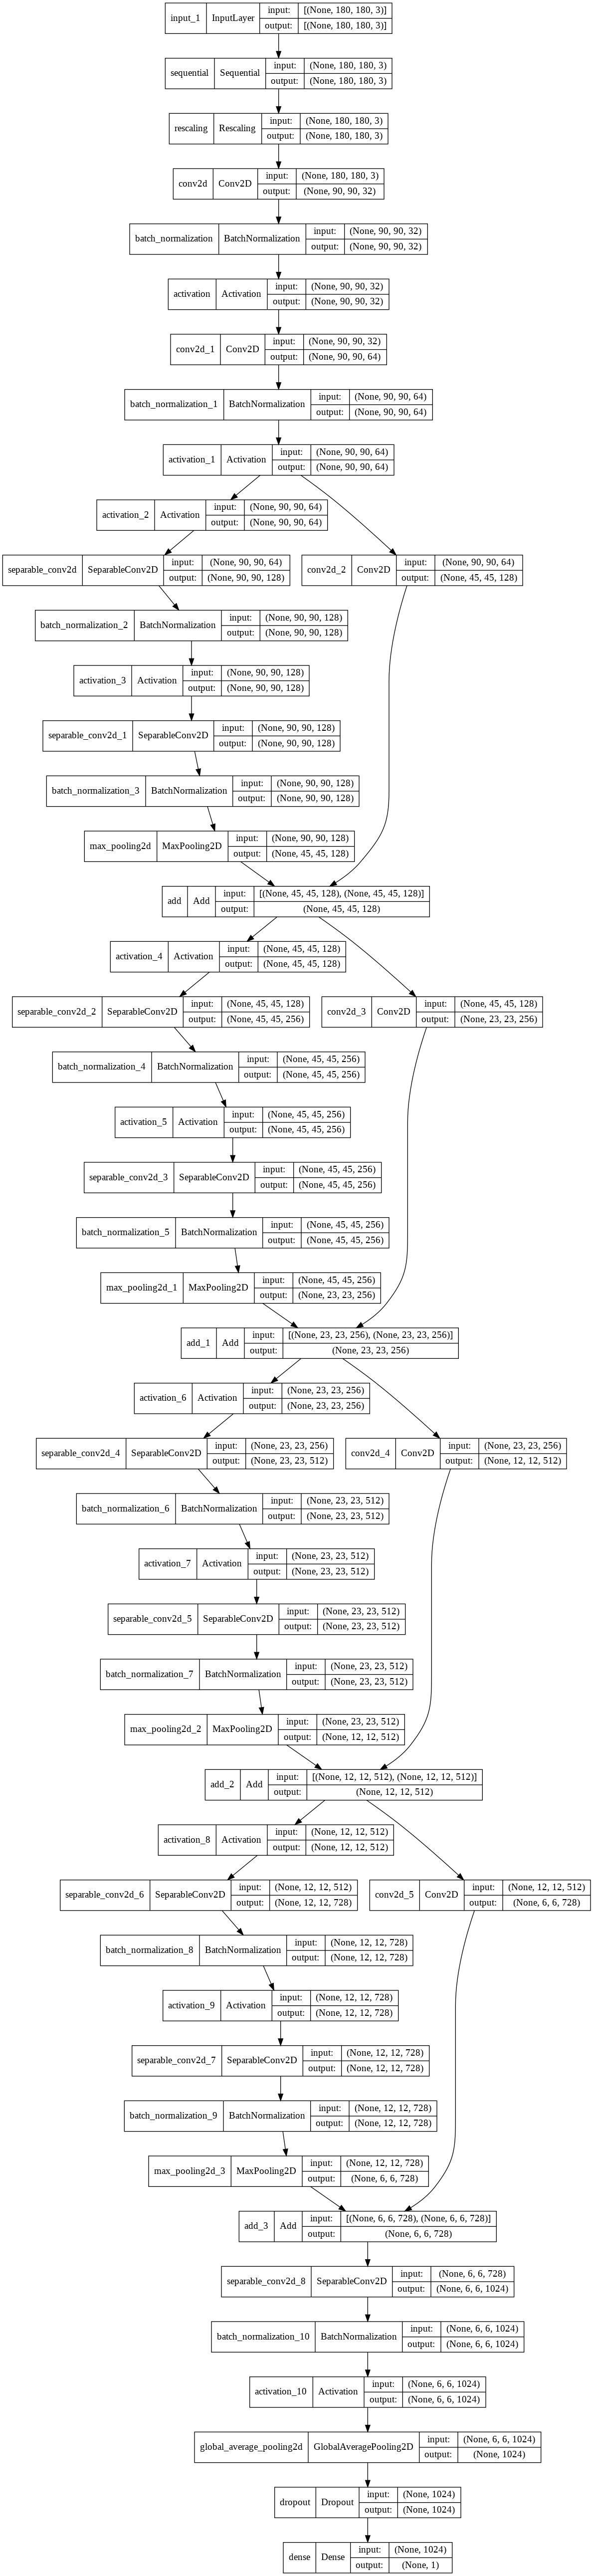 input_1 InputLayer input: [(None, 180, 180, 3)]
output: [(None, 180, 180, 3)]
sequential Sequential input: (None, 180, 180, 3)
output: (None, 180, 180, 3)
rescaling Rescaling input: (None, 180, 180, 3)
output: (None, 180, 180, 3)
conv2d Conv2D input: (None, 180, 180, 3)
output: (None, 90, 90, 32)
batch_normalization BatchNormalization input: (None, 90, 90, 32)
output: (None, 90, 90, 32)
activation Activation input: (None, 90, 90, 32)
output: (None, 90, 90, 32)
conv2d_1 Conv2D input: (None, 90, 90, 32)
output: (None, 90, 90, 64)
batch_normalization_1 BatchNormalization input: (None, 90, 90, 64)
output: (None, 90, 90, 64)
activation_1 Activation input: (None, 90, 90, 64)
output: (None, 90, 90, 64)
activation_2 Activation input: (None, 90, 90, 64)
output: (None, 90, 90, 64)
separable_conv2d SeparableConv2D input: (None, 90, 90, 64)
output: (None, 90, 90, 128)
conv2d_2 Conv2D input: (None, 90, 90, 64)
output: (None, 45, 45, 128)
batch_normalization_2 BatchNormalization input: (None, 90, 90, 128)
output: (None, 90, 90, 128)
activation_3 Activation input: (None, 90, 90, 128)
output: (None, 90, 90, 128)
separable_conv2d_1 SeparableConv2D input: (None, 90, 90, 128)
output: (None, 90, 90, 128)
batch_normalization_3 BatchNormalization input: (None, 90, 90, 128)
output: (None, 90, 90, 128)
max_pooling2d MaxPooling2D input: (None, 90, 90, 128)
output: (None, 45, 45, 128)
add Add input: [(None, 45, 45, 128), (None, 45, 45, 128)]
output: (None, 45, 45, 128)
activation_4 Activation input: (None, 45, 45, 128)
output: (None, 45, 45, 128)
separable_conv2d_2 SeparableConv2D input: (None, 45, 45, 128)
output: (None, 45, 45, 256)
conv2d_3 Conv2D input: (None, 45, 45, 128)
output: (None, 23, 23, 256)
batch_normalization_4 BatchNormalization input: (None, 45, 45, 256)
output: (None, 45, 45, 256)
activation_5 Activation input: (None, 45, 45, 256)
output: (None, 45, 45, 256)
separable_conv2d_3 SeparableConv2D input: (None, 45, 45, 256)
output: (None, 45, 45, 256)
batch_normalization_5 BatchNormalization input: (None, 45, 45, 256)
output: (None, 45, 45, 256)
max_pooling2d_1 MaxPooling2D input: (None, 45, 45, 256)
output: (None, 23, 23, 256)
add_1 Add input: [(None, 23, 23, 256), (None, 23, 23, 256)]
output: (None, 23, 23, 256)
activation_6 Activation input: (None, 23, 23, 256)
output: (None, 23, 23, 256)
separable_conv2d_4 SeparableConv2D input: (None, 23, 23, 256)
output: (None, 23, 23, 512)
conv2d_4 Conv2D input: (None, 23, 23, 256)
output: (None, 12, 12, 512)
batch_normalization_6 BatchNormalization input: (None, 23, 23, 512)
output: (None, 23, 23, 512)
activation_7 Activation input: (None, 23, 23, 512)
output: (None, 23, 23, 512)
separable_conv2d_5 SeparableConv2D input: (None, 23, 23, 512)
output: (None, 23, 23, 512)
batch_normalization_7 BatchNormalization input: (None, 23, 23, 512)
output: (None, 23, 23, 512)
max_pooling2d_2 MaxPooling2D input: (None, 23, 23, 512)
output: (None, 12, 12, 512)
add_2 Add input: [(None, 12, 12, 512), (None, 12, 12, 512)]
output: (None, 12, 12, 512)
activation_8 Activation input: (None, 12, 12, 512)
output: (None, 12, 12, 512)
separable_conv2d_6 SeparableConv2D input: (None, 12, 12, 512)
output: (None, 12, 12, 728)
conv2d_5 Conv2D input: (None, 12, 12, 512)
output: (None, 6, 6, 728)
batch_normalization_8 BatchNormalization input: (None, 12, 12, 728)
output: (None, 12, 12, 728)
activation_9 Activation input: (None, 12, 12, 728)
output: (None, 12, 12, 728)
separable_conv2d_7 SeparableConv2D input: (None, 12, 12, 728)
output: (None, 12, 12, 728)
batch_normalization_9 BatchNormalization input: (None, 12, 12, 728)
output: (None, 12, 12, 728)
max_pooling2d_3 MaxPooling2D input: (None, 12, 12, 728)
output: (None, 6, 6, 728)
add_3 Add input: [(None, 6, 6, 728), (None, 6, 6, 728)]
output: (None, 6, 6, 728)
separable_conv2d_8 SeparableConv2D input: (None, 6, 6, 728)
output: (None, 6, 6, 1024)
batch_normalization_10 BatchNormalization input: (None, 6, 6, 1024)
output: (None, 6, 6, 1024)
activation_10 Activation input: (None, 6, 6, 1024)
output: (None, 6, 6, 1024)
global_average_pooling2d GlobalAveragePooling2D input: (None, 6, 6, 1024)
output: (None, 1024)
dropout Dropout input: (None, 1024)
output: (None, 1024)
dense Dense input: (None, 1024)
output: (None, 1)